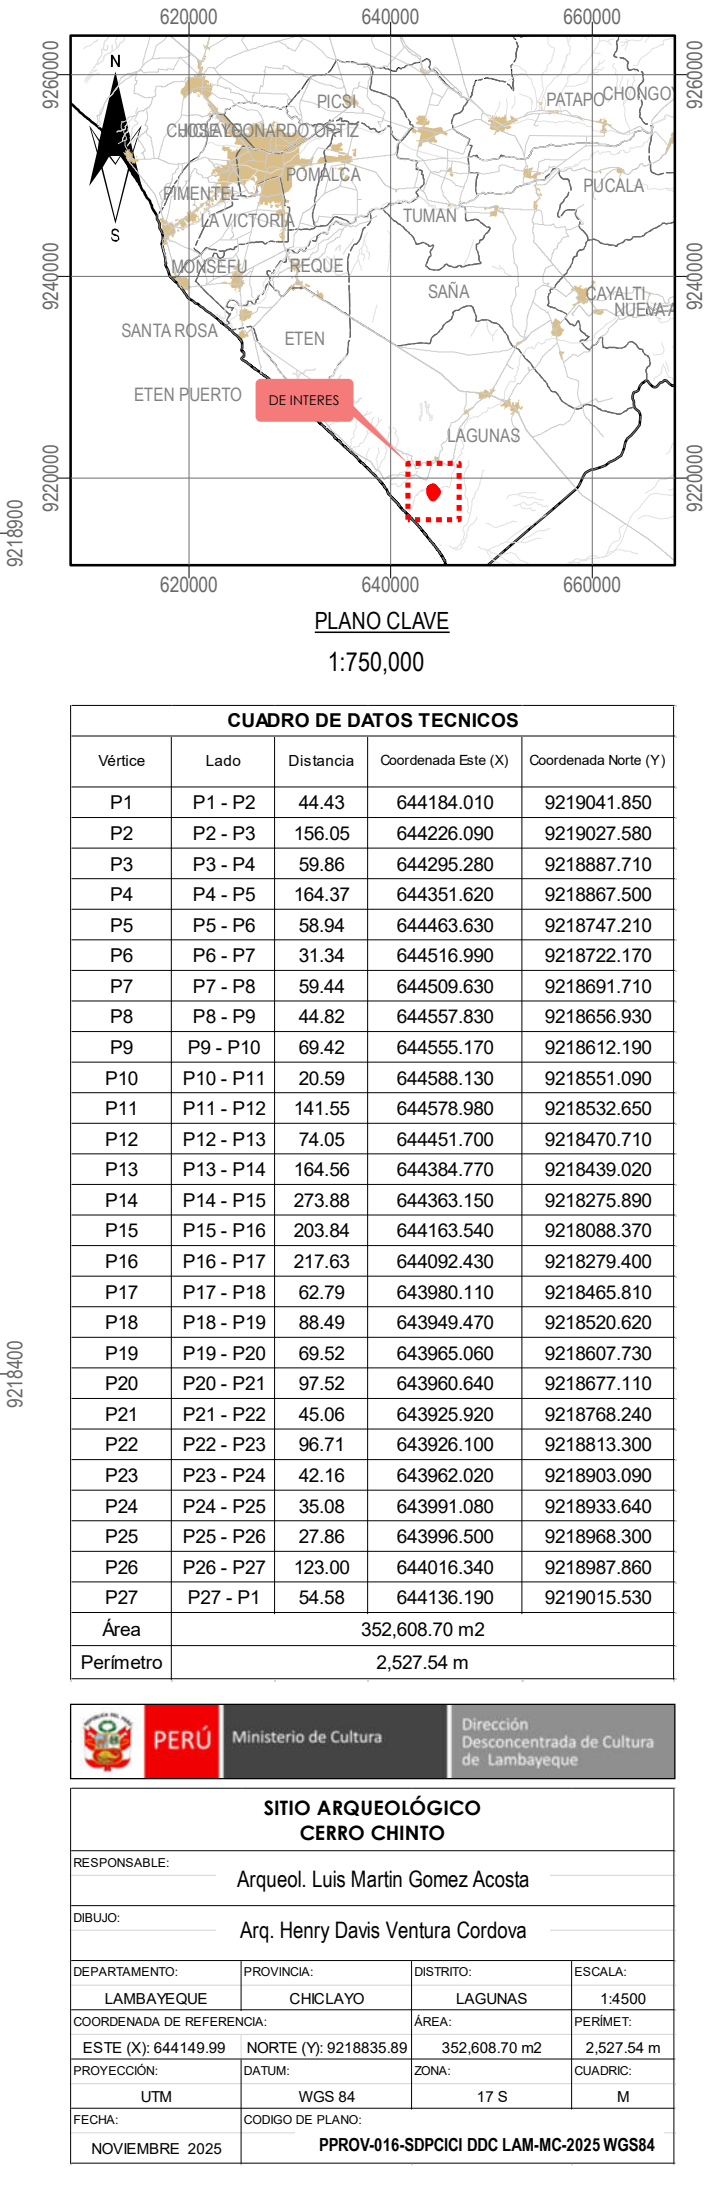 620000 640000 660000
9260000 9260000
N
PICSI
PATAPO
CHONGO
CHICLAYO
JOSE LEONARDO ORTIZ
POMALCA
PUCALA
PIMENTEL
LA VICTORIA
TUMAN
S
9240000 9240000
MONSEFU
REQUE
SAÑA
CAYALTI
NUEVA A
SANTA ROSA
ETEN
ETEN PUERTO
DE INTERES
LAGUNAS
9220000 9220000
9218900
620000 640000 660000
PLANO CLAVE
1:750,000
CUADRO DE DATOS TECNICOS
Vértice Lado Distancia Coordenada Este (X) Coordenada Norte (Y)
P1 P1 - P2 44.43 644184.010 9219041.850
P2 P2 - P3 156.05 644226.090 9219027.580
P3 P3 - P4 59.86 644295.280 9218887.710
P4 P4 - P5 164.37 644351.620 9218867.500
P5 P5 - P6 58.94 644463.630 9218747.210
P6 P6 - P7 31.34 644516.990 9218722.170
P7 P7 - P8 59.44 644509.630 9218691.710
P8 P8 - P9 44.82 644557.830 9218656.930
P9 P9 - P10 69.42 644555.170 9218612.190
P10 P10 - P11 20.59 644588.130 9218551.090
P11 P11 - P12 141.55 644578.980 9218532.650
P12 P12 - P13 74.05 644451.700 9218470.710
P13 P13 - P14 164.56 644384.770 9218439.020
P14 P14 - P15 273.88 644363.150 9218275.890
P15 P15 - P16 203.84 644163.540 9218088.370
P16 P16 - P17 217.63 644092.430 9218279.400
P17 P17 - P18 62.79 643980.110 9218465.810
P18 P18 - P19 88.49 643949.470 9218520.620
P19 P19 - P20 69.52 643965.060 9218607.730
P20 P20 - P21 97.52 643960.640 9218677.110
9218400
P21 P21 - P22 45.06 643925.920 9218768.240
P22 P22 - P23 96.71 643926.100 9218813.300
P23 P23 - P24 42.16 643962.020 9218903.090
P24 P24 - P25 35.08 643991.080 9218933.640
P25 P25 - P26 27.86 643996.500 9218968.300
P26 P26 - P27 123.00 644016.340 9218987.860
P27 P27 - P1 54.58 644136.190 9219015.530
Área 352,608.70 m2
Perímetro 2,527.54 m
PERÚ
Ministerio de Cultura
Dirección
Desconcentrada de Cultura
de Lambayeque
SITIO ARQUEOLÓGICO
CERRO CHINTO
RESPONSABLE:
Arqueol. Luis Martin Gomez Acosta
DIBUJO:
Arq. Henry Davis Ventura Cordova
DEPARTAMENTO: PROVINCIA: DISTRITO: ESCALA:
LAMBAYEQUE CHICLAYO LAGUNAS 1:4500
COORDENADA DE REFERENCIA: ÁREA: PERÍMET:
ESTE (X): 644149.99 NORTE (Y): 9218835.89 352,608.70 m2 2,527.54 m
PROYECCIÓN: DATUM: ZONA: CUADRIC:
UTM WGS 84 17 S M
FECHA: CODIGO DE PLANO:
NOVIEMBRE 2025 PPROV-016-SDPCICI DDC LAM-MC-2025 WGS84